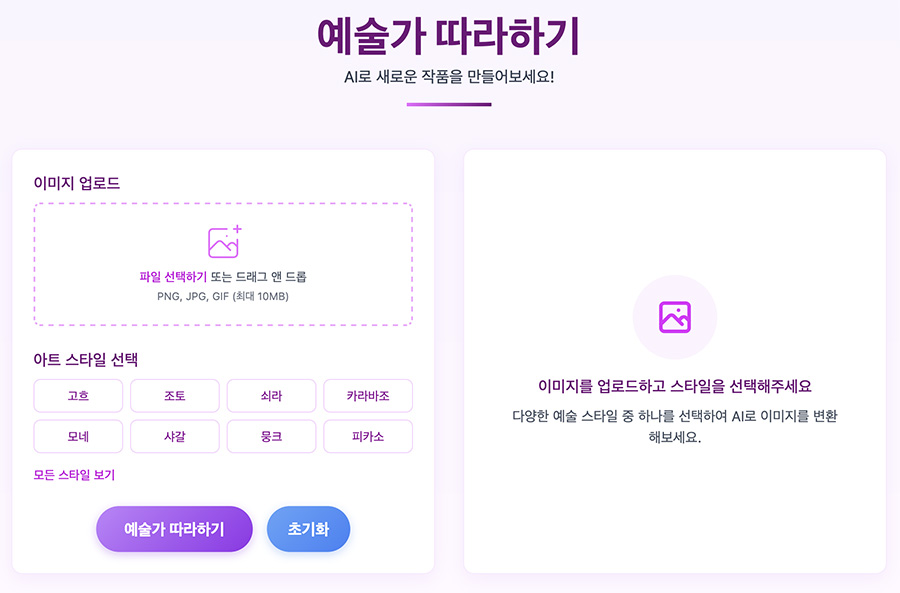 예술가 따라하기
AI로 새로운 작품을 만들어보세요!
이미지 업로드
파일 선택하기 또는 드래그 앤 드롭
PNG, JPG, GIF (최대 10MB)
아트 스타일 선택
고흐
조토
쇠라
카라바조
모네
샤갈
뭉크
피카소
모든 스타일 보기
예술가 따라하기
초기화
이미지를 업로드하고 스타일을 선택해주세요
다양한 예술 스타일 중 하나를 선택하여 AI로 이미지를 변환
해보세요.